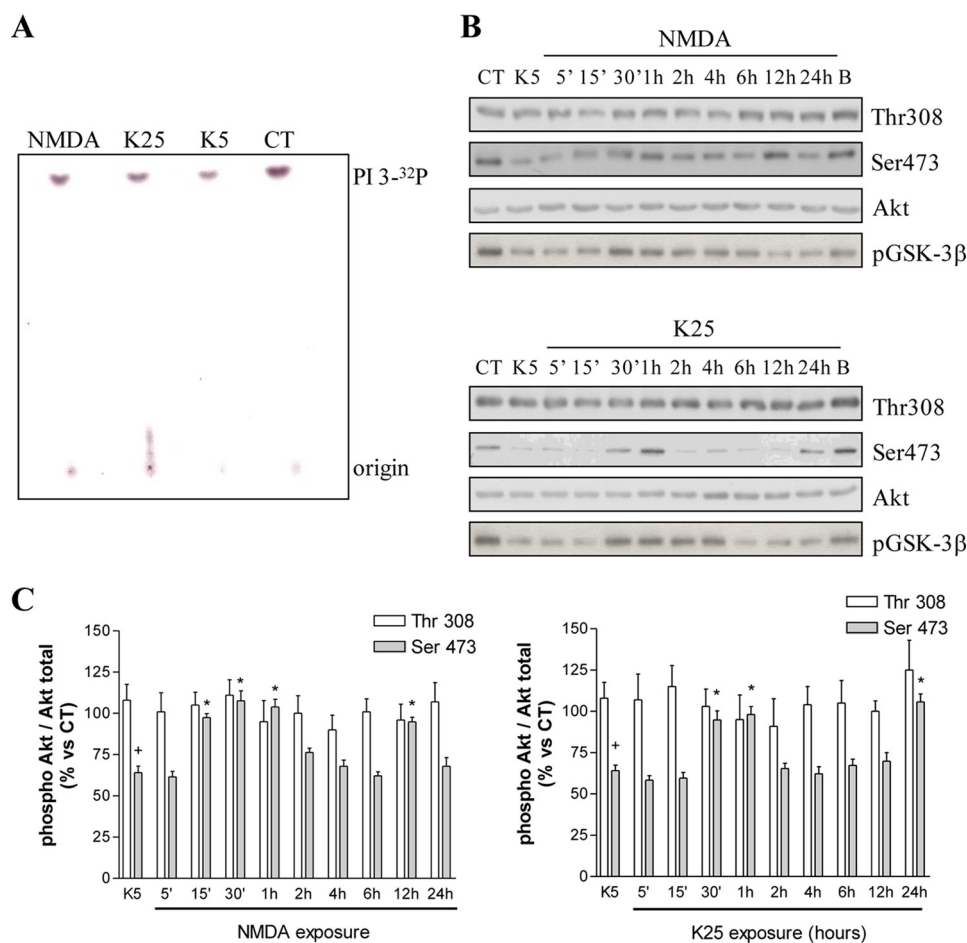 A
NMDA K25 K5 CT
PI 3-³²P
origin
B
NMDA
CT K5 5’ 15’ 30’ 1h 2h 4h 6h 12h 24h B
Thr308
Ser473
Akt
pGSK-3β
K25
CT K5 5’ 15’ 30’ 1h 2h 4h 6h 12h 24h B
Thr308
Ser473
Akt
pGSK-3β
C
Thr 308
Ser 473
phospho Akt / Akt total
(% vs CT)
150
125
100
75
50
25
0
+ * * * *
K5 5' 15' 30' 1h 2h 4h 6h 12h 24h
NMDA exposure
Thr 308
Ser 473
phospho Akt / Akt total
(% vs CT)
150
125
100
75
50
25
0
+ * * *
K5 5' 15' 30' 1h 2h 4h 6h 12h 24h
K25 exposure (hours)